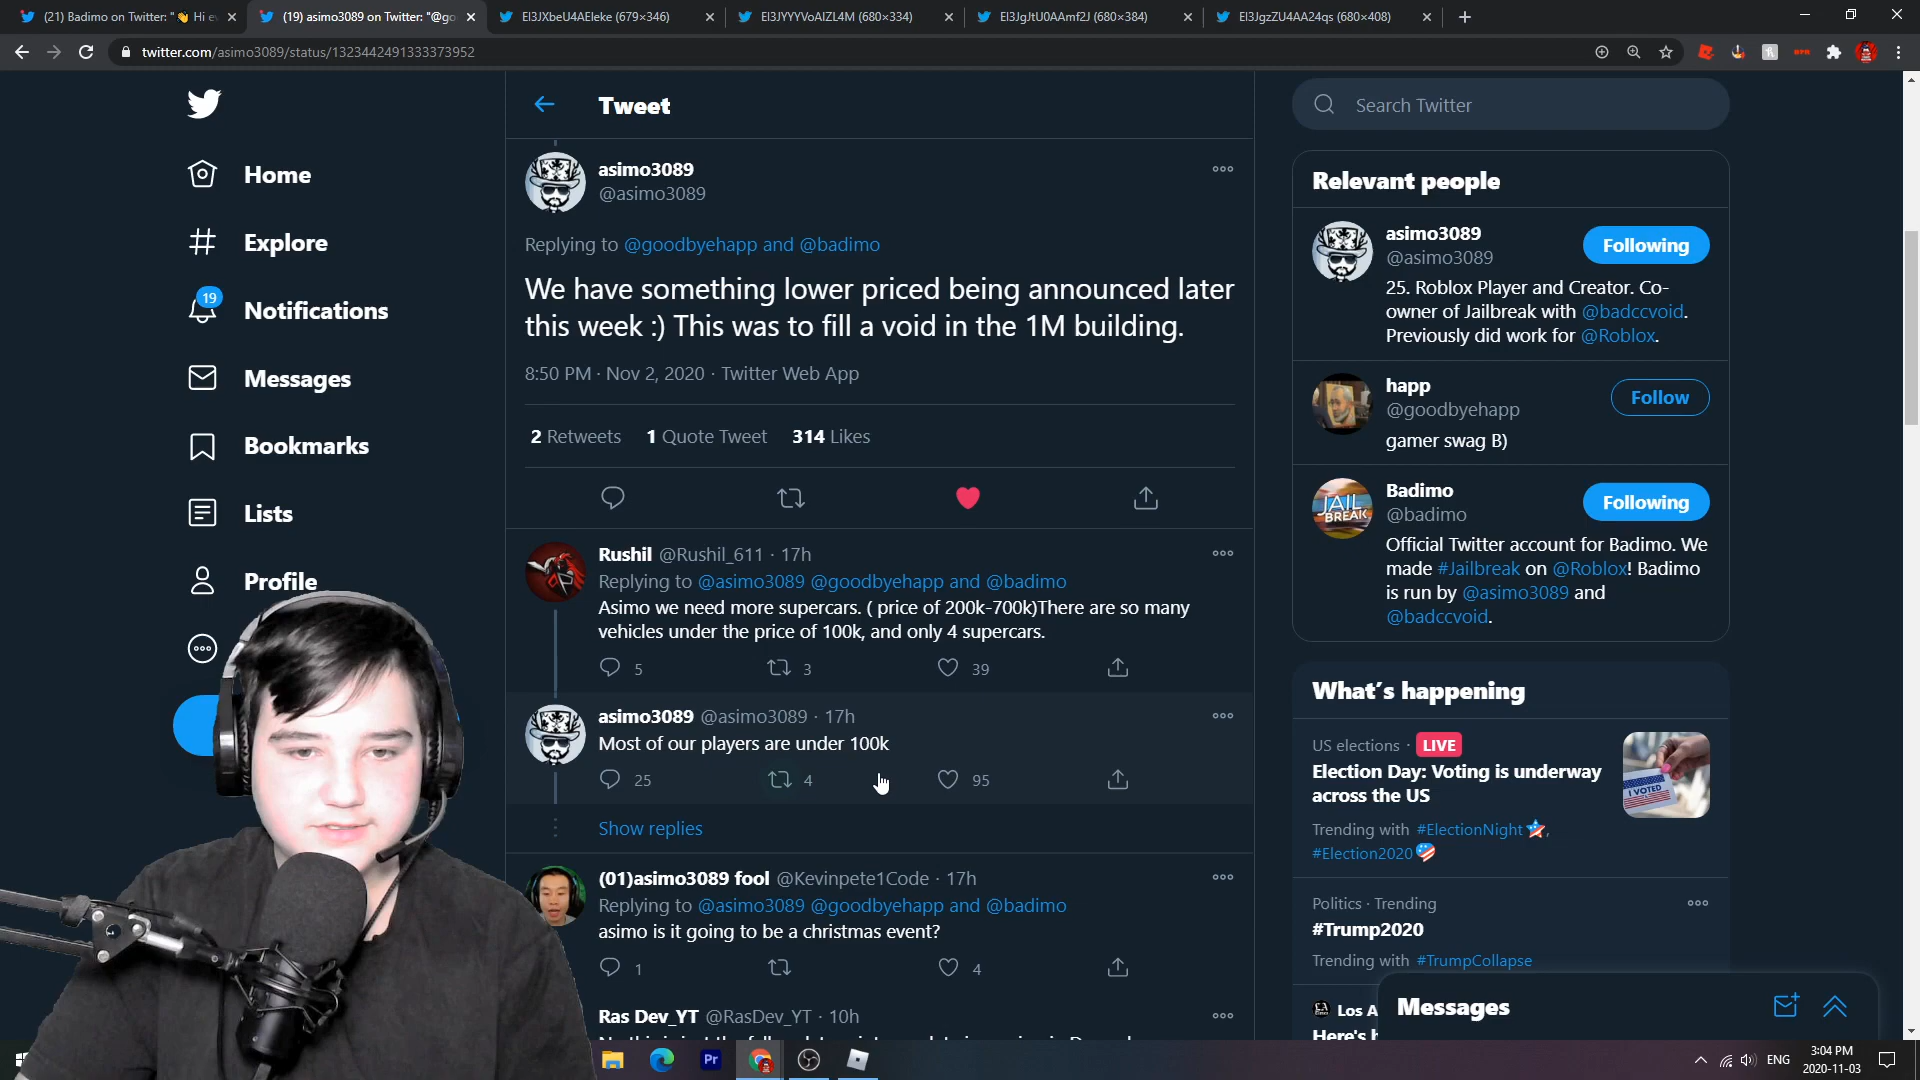 (21) Badimo on Twitter: "👋 Hi e
(19) asimo3089 on Twitter: "@go
El3JXbeU4AEleke (679×346)
El3JYYYVoAIZL4M (680×334)
El3JgJtU0AAmf2J (680×384)
El3JgzZU4AA24qs (680×408)
twitter.com/asimo3089/status/1323442491333373952
Tweet
Search Twitter
Home
Explore
19
Notifications
Messages
Bookmarks
Lists
Profile
asimo3089
@asimo3089
Replying to @goodbyehapp and @badimo
We have something lower priced being announced later
this week :) This was to fill a void in the 1M building.
8:50 PM · Nov 2, 2020 · Twitter Web App
2 Retweets 1 Quote Tweet 314 Likes
Rushil @Rushil_611 · 17h
Replying to @asimo3089 @goodbyehapp and @badimo
Asimo we need more supercars. ( price of 200k-700k)There are so many
vehicles under the price of 100k, and only 4 supercars.
5 3 39
asimo3089 @asimo3089 · 17h
Most of our players are under 100k
25 4 95
Show replies
(01)asimo3089 fool @Kevinpete1Code · 17h
Replying to @asimo3089 @goodbyehapp and @badimo
asimo is it going to be a christmas event?
1 4
Ras Dev_YT @RasDev_YT · 10h
Relevant people
asimo3089
@asimo3089
Following
25. Roblox Player and Creator. Co-
owner of Jailbreak with @badccvoid.
Previously did work for @Roblox.
happ
@goodbyehapp
Follow
gamer swag B)
JAIL
BREAK
Badimo
@badimo
Following
Official Twitter account for Badimo. We
made #Jailbreak on @Roblox! Badimo
is run by @asimo3089 and
@badccvoid.
What's happening
US elections · LIVE
Election Day: Voting is underway
across the US
I VOTED
Trending with #ElectionNight,
#Election2020
Politics · Trending
#Trump2020
Trending with #TrumpCollapse
Los A
Here's
Messages
Pr
ENG
3:04 PM
2020-11-03